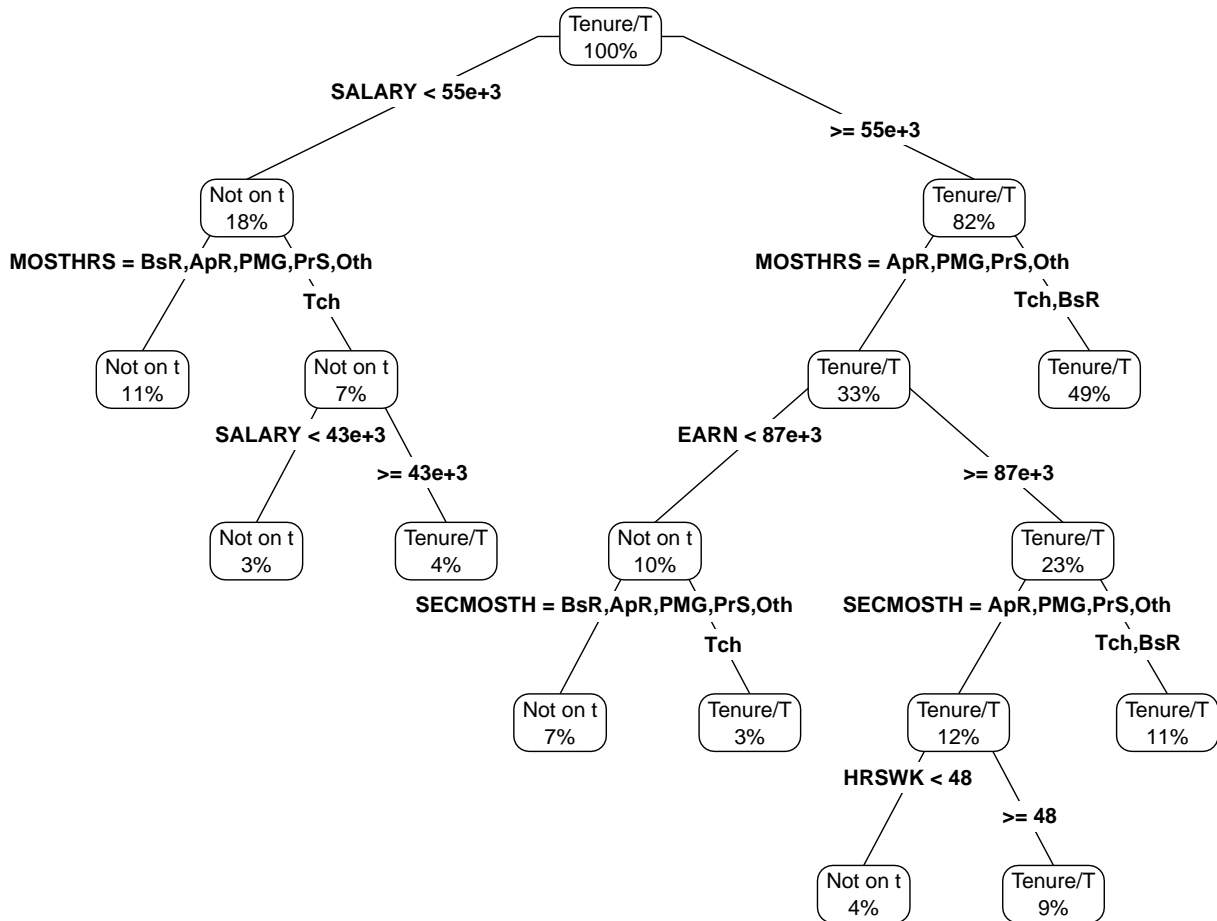 Tenure/T
100%
SALARY < 55e+3
>= 55e+3
Not on t
18%
Tenure/T
82%
MOSTHRS = BsR,ApR,PMG,PrS,Oth
MOSTHRS = ApR,PMG,PrS,Oth
Tch
Tch,BsR
Not on t
11%
Not on t
7%
Tenure/T
33%
Tenure/T
49%
SALARY < 43e+3
EARN < 87e+3
>= 43e+3
>= 87e+3
Not on t
3%
Tenure/T
4%
Not on t
10%
Tenure/T
23%
SECMOSTH = BsR,ApR,PMG,PrS,Oth
SECMOSTH = ApR,PMG,PrS,Oth
Tch
Tch,BsR
Not on t
7%
Tenure/T
3%
Tenure/T
12%
Tenure/T
11%
HRSWK < 48
>= 48
Not on t
4%
Tenure/T
9%